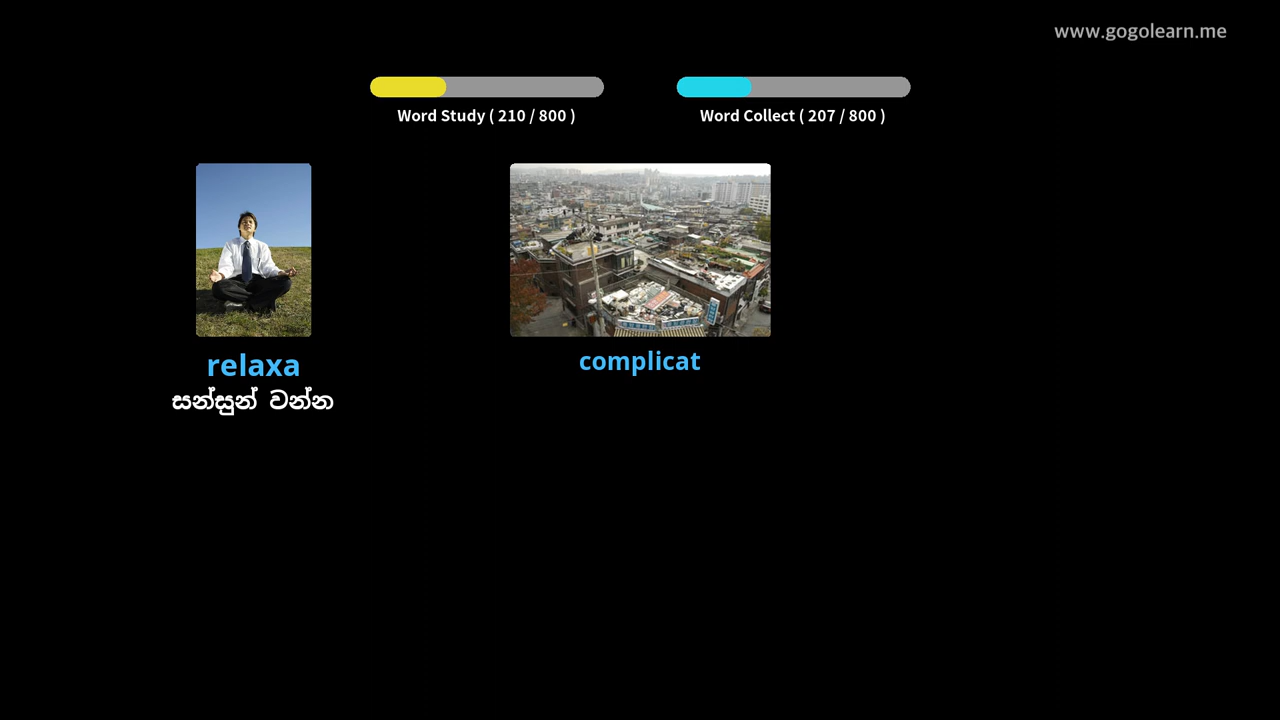 www.gogolearn.me
Word Study ( 210 / 800 )
Word Collect ( 207 / 800 )
relaxa
සන්සුන් වන්න
complicat